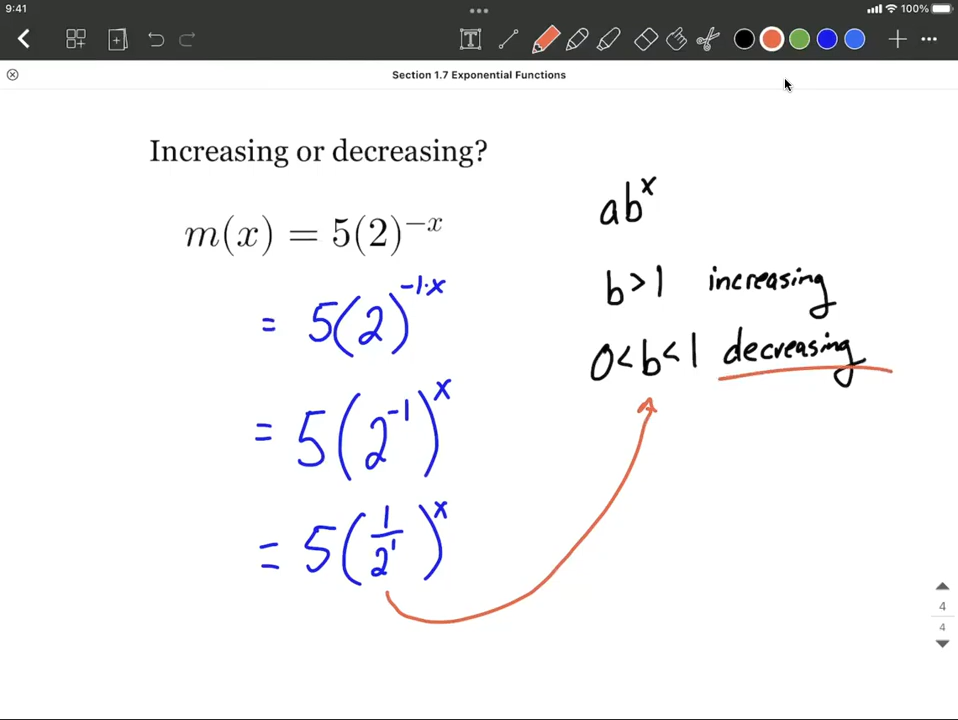 9:41
100%
Section 1.7 Exponential Functions
Increasing or decreasing?
m(x) = 5(2)^{-x}
= 5(2)^{-1·x}
= 5(2^{-1})^x
= 5(1/2^1)^x
ab^x
b>1 increasing
0<b<1 decreasing
4
4